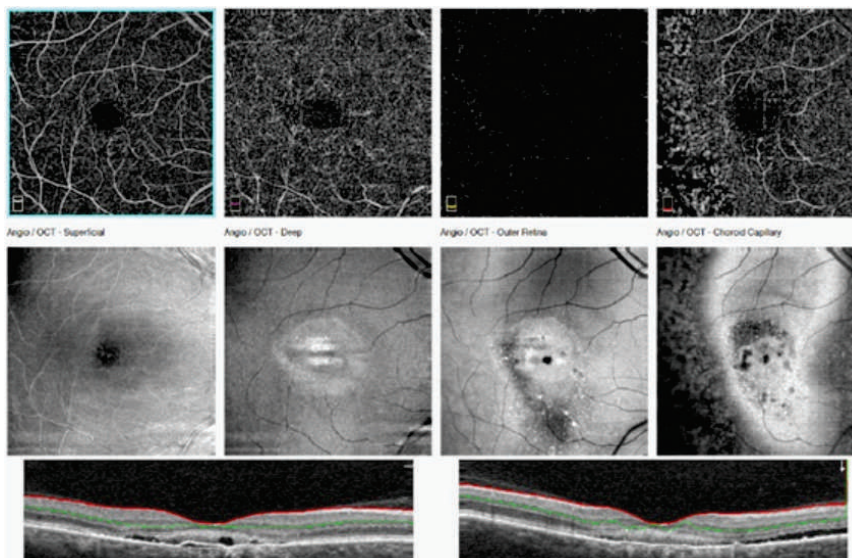 Angio / OCT - Superficial
Angio / OCT - Deep
Angio / OCT - Outer Retina
Angio / OCT - Choroid Capillary